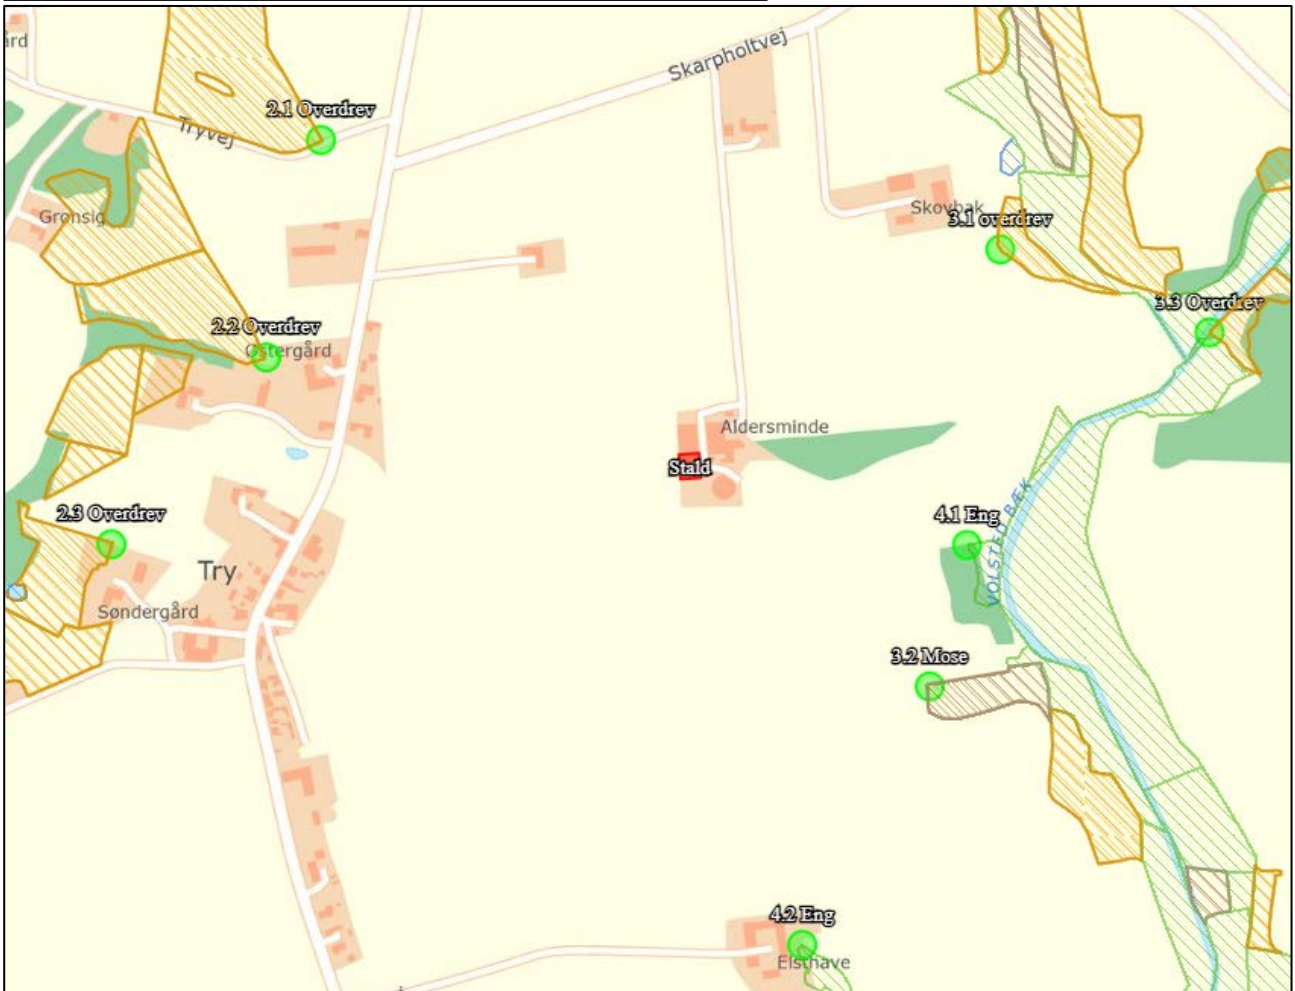 Skarpholtvej
ård
2.1 Overdrev
Tryvej
Grønsig
Skovbak
3.1 overdrev
3.3 Overdrev
2.2 Overdrev
Østergård
Aldersminde
Stald
2.3 Overdrev
4.1 Eng
VOLSTED BÆK
Try
Søndergård
3.2 Mose
4.2 Eng
Elsthave